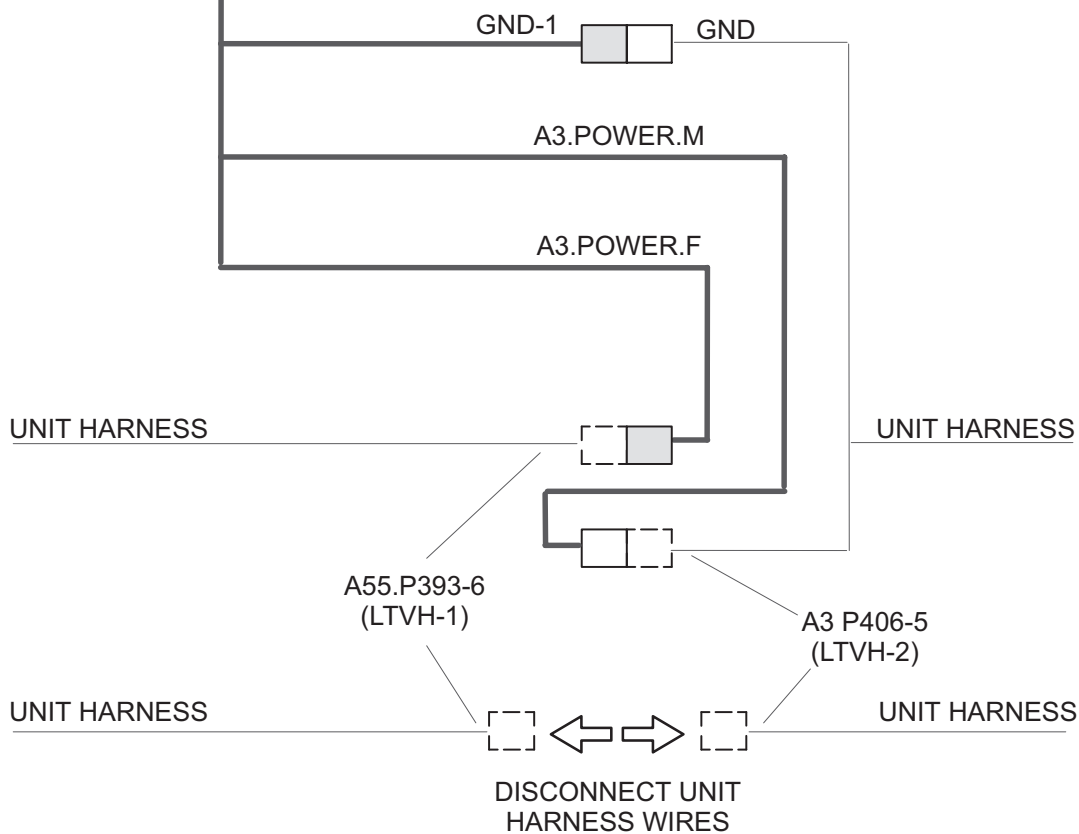 GND-1
GND
A3.POWER.M
A3.POWER.F
UNIT HARNESS
UNIT HARNESS
A55.P393-6
(LTVH-1)
A3 P406-5
(LTVH-2)
UNIT HARNESS
UNIT HARNESS
DISCONNECT UNIT
HARNESS WIRES